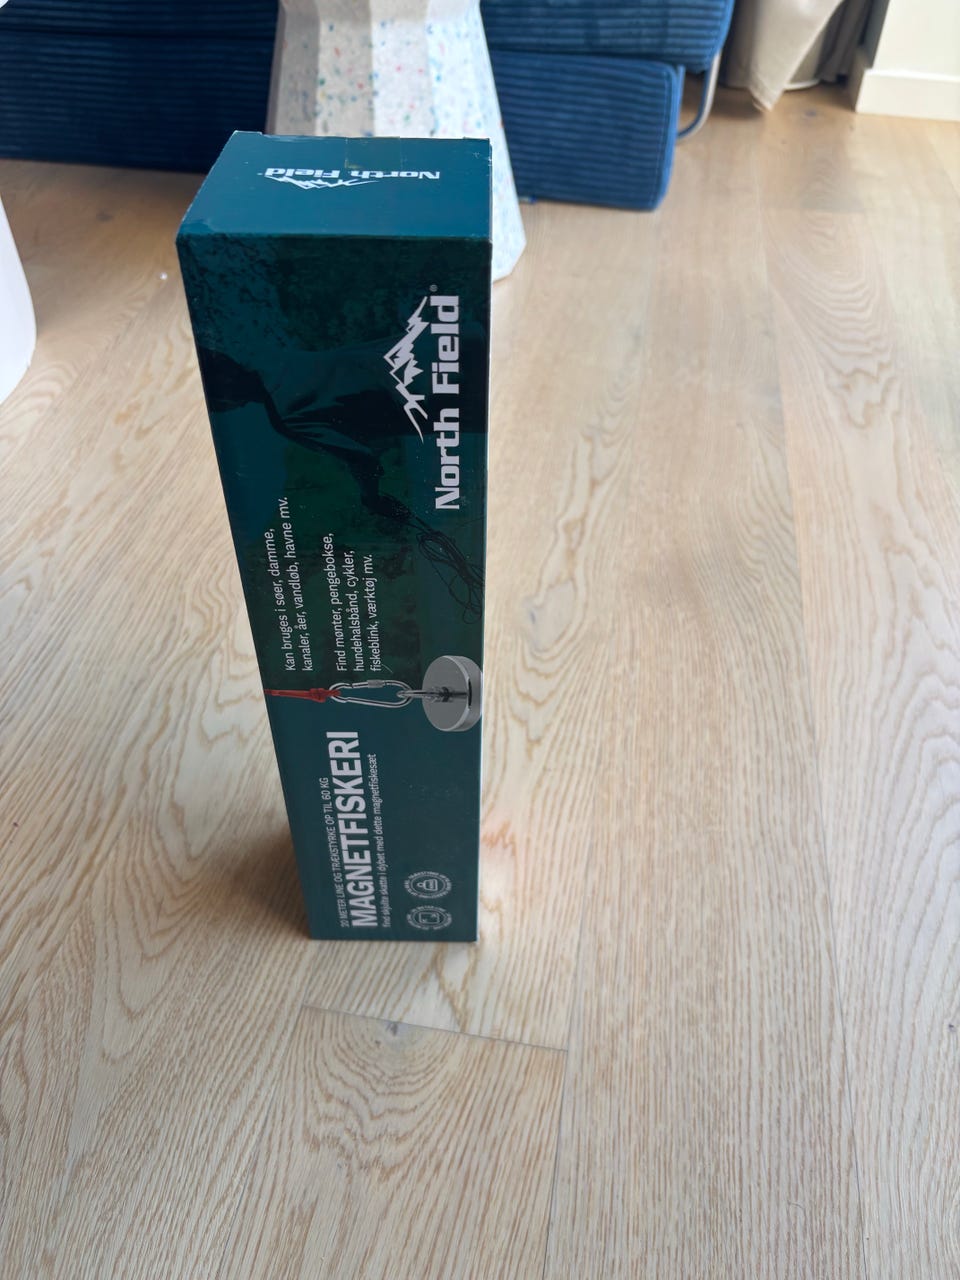 North Field
North Field®
Kan bruges i søer, damme,
kanaler, åer, vandløb, havne mv.
Find mønter, pengebokse,
hundehalsbånd, cykler,
fiskeblink, værktøj mv.
20 METER LINE OG TRÆKSTYRKE OP TIL 60 KG
MAGNETFISKERI
find skjulte skatte i dybet med dette magnetfiskesæt